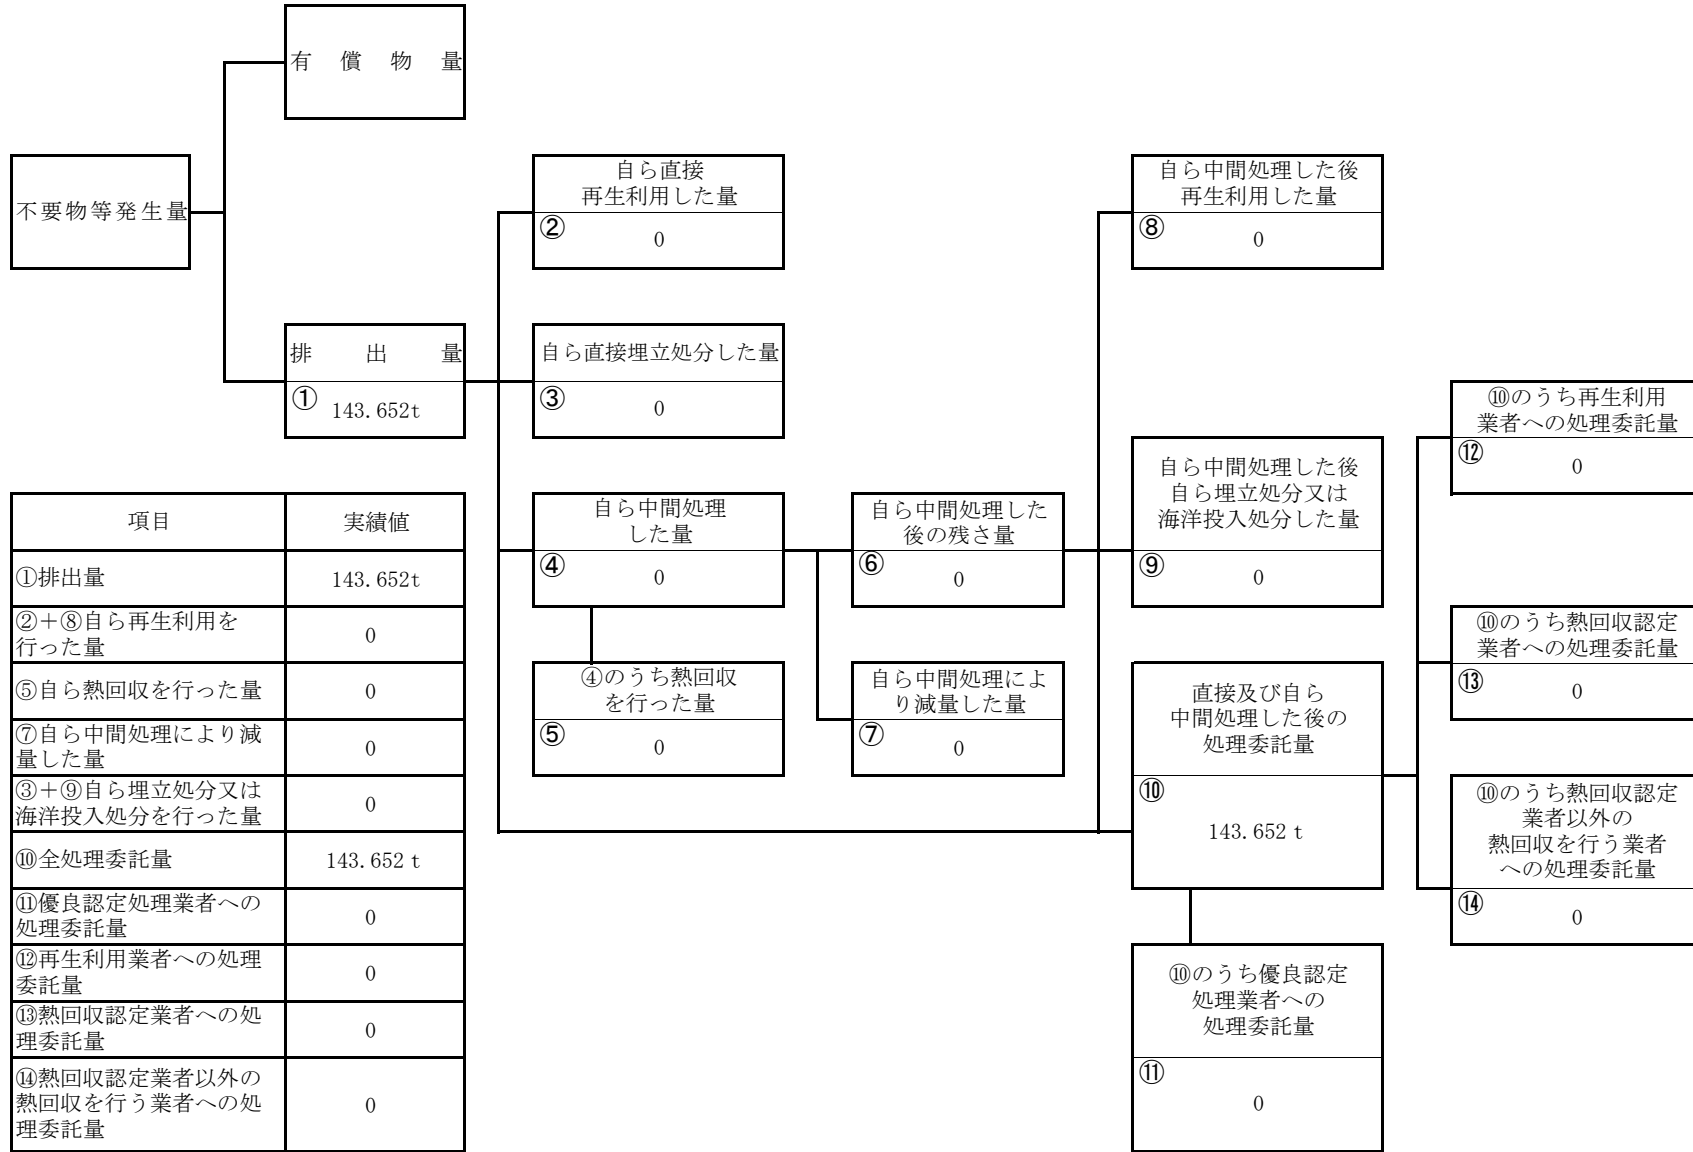 有償物量
不要物等発生量
排出量
①
143.652t
自ら直接
再生利用した量
②
0
自ら直接埋立処分した量
③
0
自ら中間処理
した量
④
0
④のうち熱回収
を行った量
⑤
0
自ら中間処理した
後の残さ量
⑥
0
自ら中間処理によ
り減量した量
⑦
0
自ら中間処理した後
再生利用した量
⑧
0
自ら中間処理した後
自ら埋立処分又は
海洋投入処分した量
⑨
0
直接及び自ら
中間処理した後の
処理委託量
⑩
143.652 t
⑩のうち優良認定
処理業者への
処理委託量
⑪
0
⑩のうち再生利用
業者への処理委託量
⑫
0
⑩のうち熱回収認定
業者への処理委託量
⑬
0
⑩のうち熱回収認定
業者以外の
熱回収を行う業者
への処理委託量
⑭
0
項目 実績値
①排出量 143.652t
②+⑧自ら再生利用を
行った量 0
⑤自ら熱回収を行った量 0
⑦自ら中間処理により減
量した量 0
③+⑨自ら埋立処分又は
海洋投入処分を行った量 0
⑩全処理委託量 143.652 t
⑪優良認定処理業者への
処理委託量 0
⑫再生利用業者への処理
委託量 0
⑬熱回収認定業者への処
理委託量 0
⑭熱回収認定業者以外の
熱回収を行う業者への処
理委託量 0